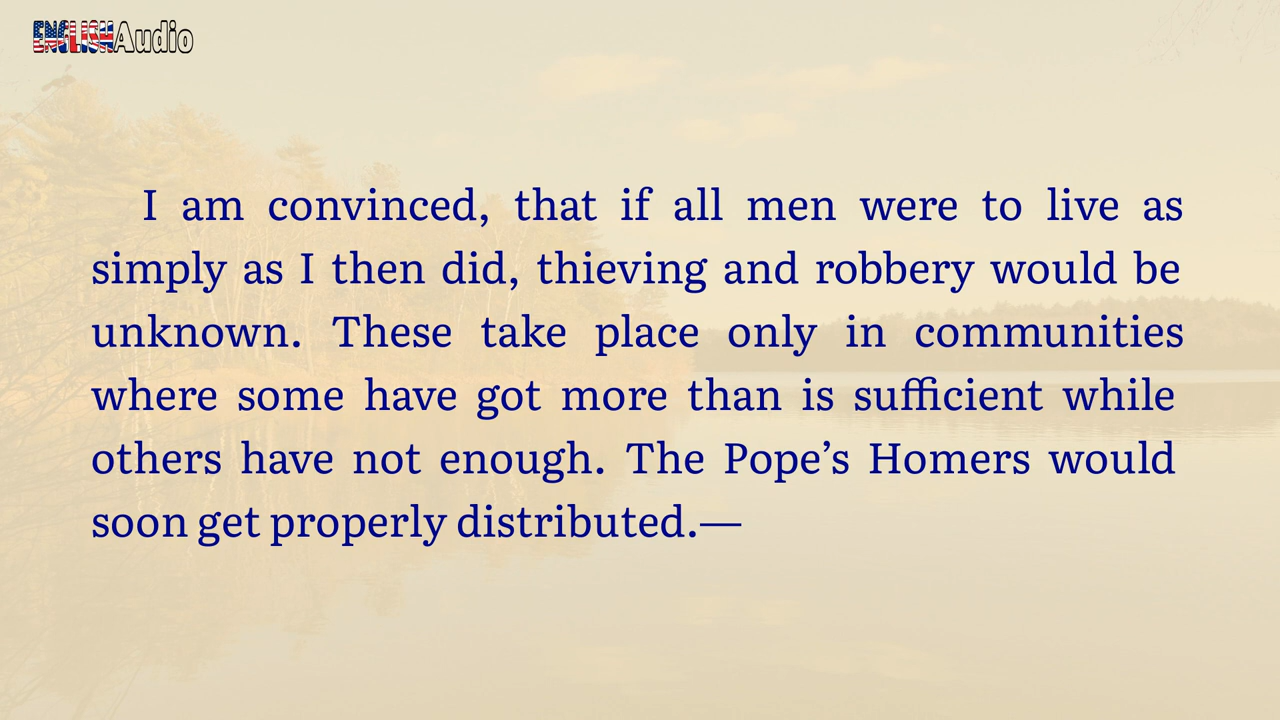 ENGLISHAudio
I am convinced, that if all men were to live as
simply as I then did, thieving and robbery would be
unknown. These take place only in communities
where some have got more than is sufficient while
others have not enough. The Pope’s Homers would
soon get properly distributed.—